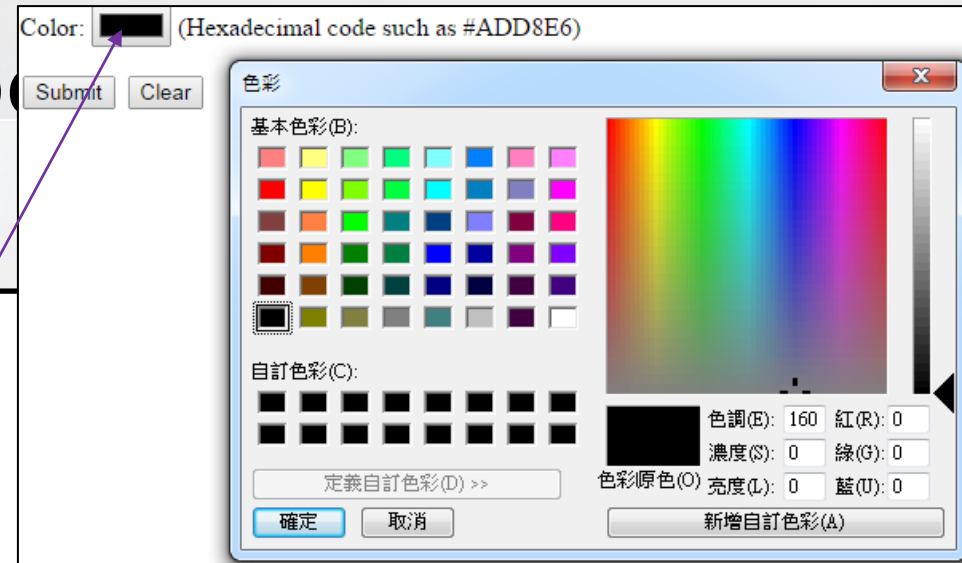 Color: (Hexadecimal code such as #ADD8E6)
Submit Clear
色彩
X
基本色彩(B):
自訂色彩(C):
定義自訂色彩(D) >>
確定 取消
色彩|原色(O)
色調(E): 160 紅(R): 0
濃度(S): 0 綠(G): 0
亮度(L): 0 藍(U): 0
新增自訂色彩(A)